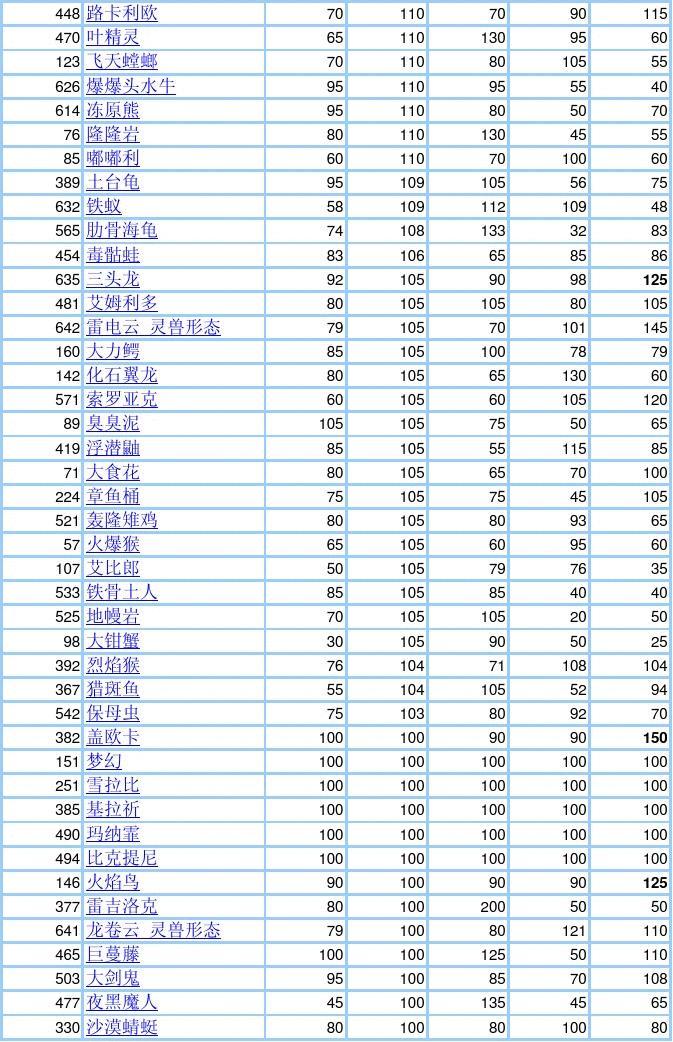 448 路卡利欧 70 110 70 90 115
470 叶精灵 65 110 130 95 60
123 飞天螳螂 70 110 80 105 55
626 爆爆头水牛 95 110 95 55 40
614 冻原熊 95 110 80 50 70
76 隆隆岩 80 110 130 45 55
85 嘟嘟利 60 110 70 100 60
389 土台龟 95 109 105 56 75
632 铁蚁 58 109 112 109 48
565 肋骨海龟 74 108 133 32 83
454 毒骷蛙 83 106 65 85 86
635 三头龙 92 105 90 98 125
481 艾姆利多 80 105 105 80 105
642 雷电云 灵兽形态 79 105 70 101 145
160 大力鳄 85 105 100 78 79
142 化石翼龙 80 105 65 130 60
571 索罗亚克 60 105 60 105 120
89 臭臭泥 105 105 75 50 65
419 浮潜鼬 85 105 55 115 85
71 大食花 80 105 65 70 100
224 章鱼桶 75 105 75 45 105
521 轰隆雉鸡 80 105 80 93 65
57 火爆猴 65 105 60 95 60
107 艾比郎 50 105 79 76 35
533 铁骨土人 85 105 85 40 40
525 地幔岩 70 105 105 20 50
98 大钳蟹 30 105 90 50 25
392 烈焰猴 76 104 71 108 104
367 猎斑鱼 55 104 105 52 94
542 保母虫 75 103 80 92 70
382 盖欧卡 100 100 90 90 150
151 梦幻 100 100 100 100 100
251 雪拉比 100 100 100 100 100
385 基拉祈 100 100 100 100 100
490 玛纳霏 100 100 100 100 100
494 比克提尼 100 100 100 100 100
146 火焰鸟 90 100 90 90 125
377 雷吉洛克 80 100 200 50 50
641 龙卷云 灵兽形态 79 100 80 121 110
465 巨蔓藤 100 100 125 50 110
503 大剑鬼 95 100 85 70 108
477 夜黑魔人 45 100 135 45 65
330 沙漠蜻蜓 80 100 80 100 80